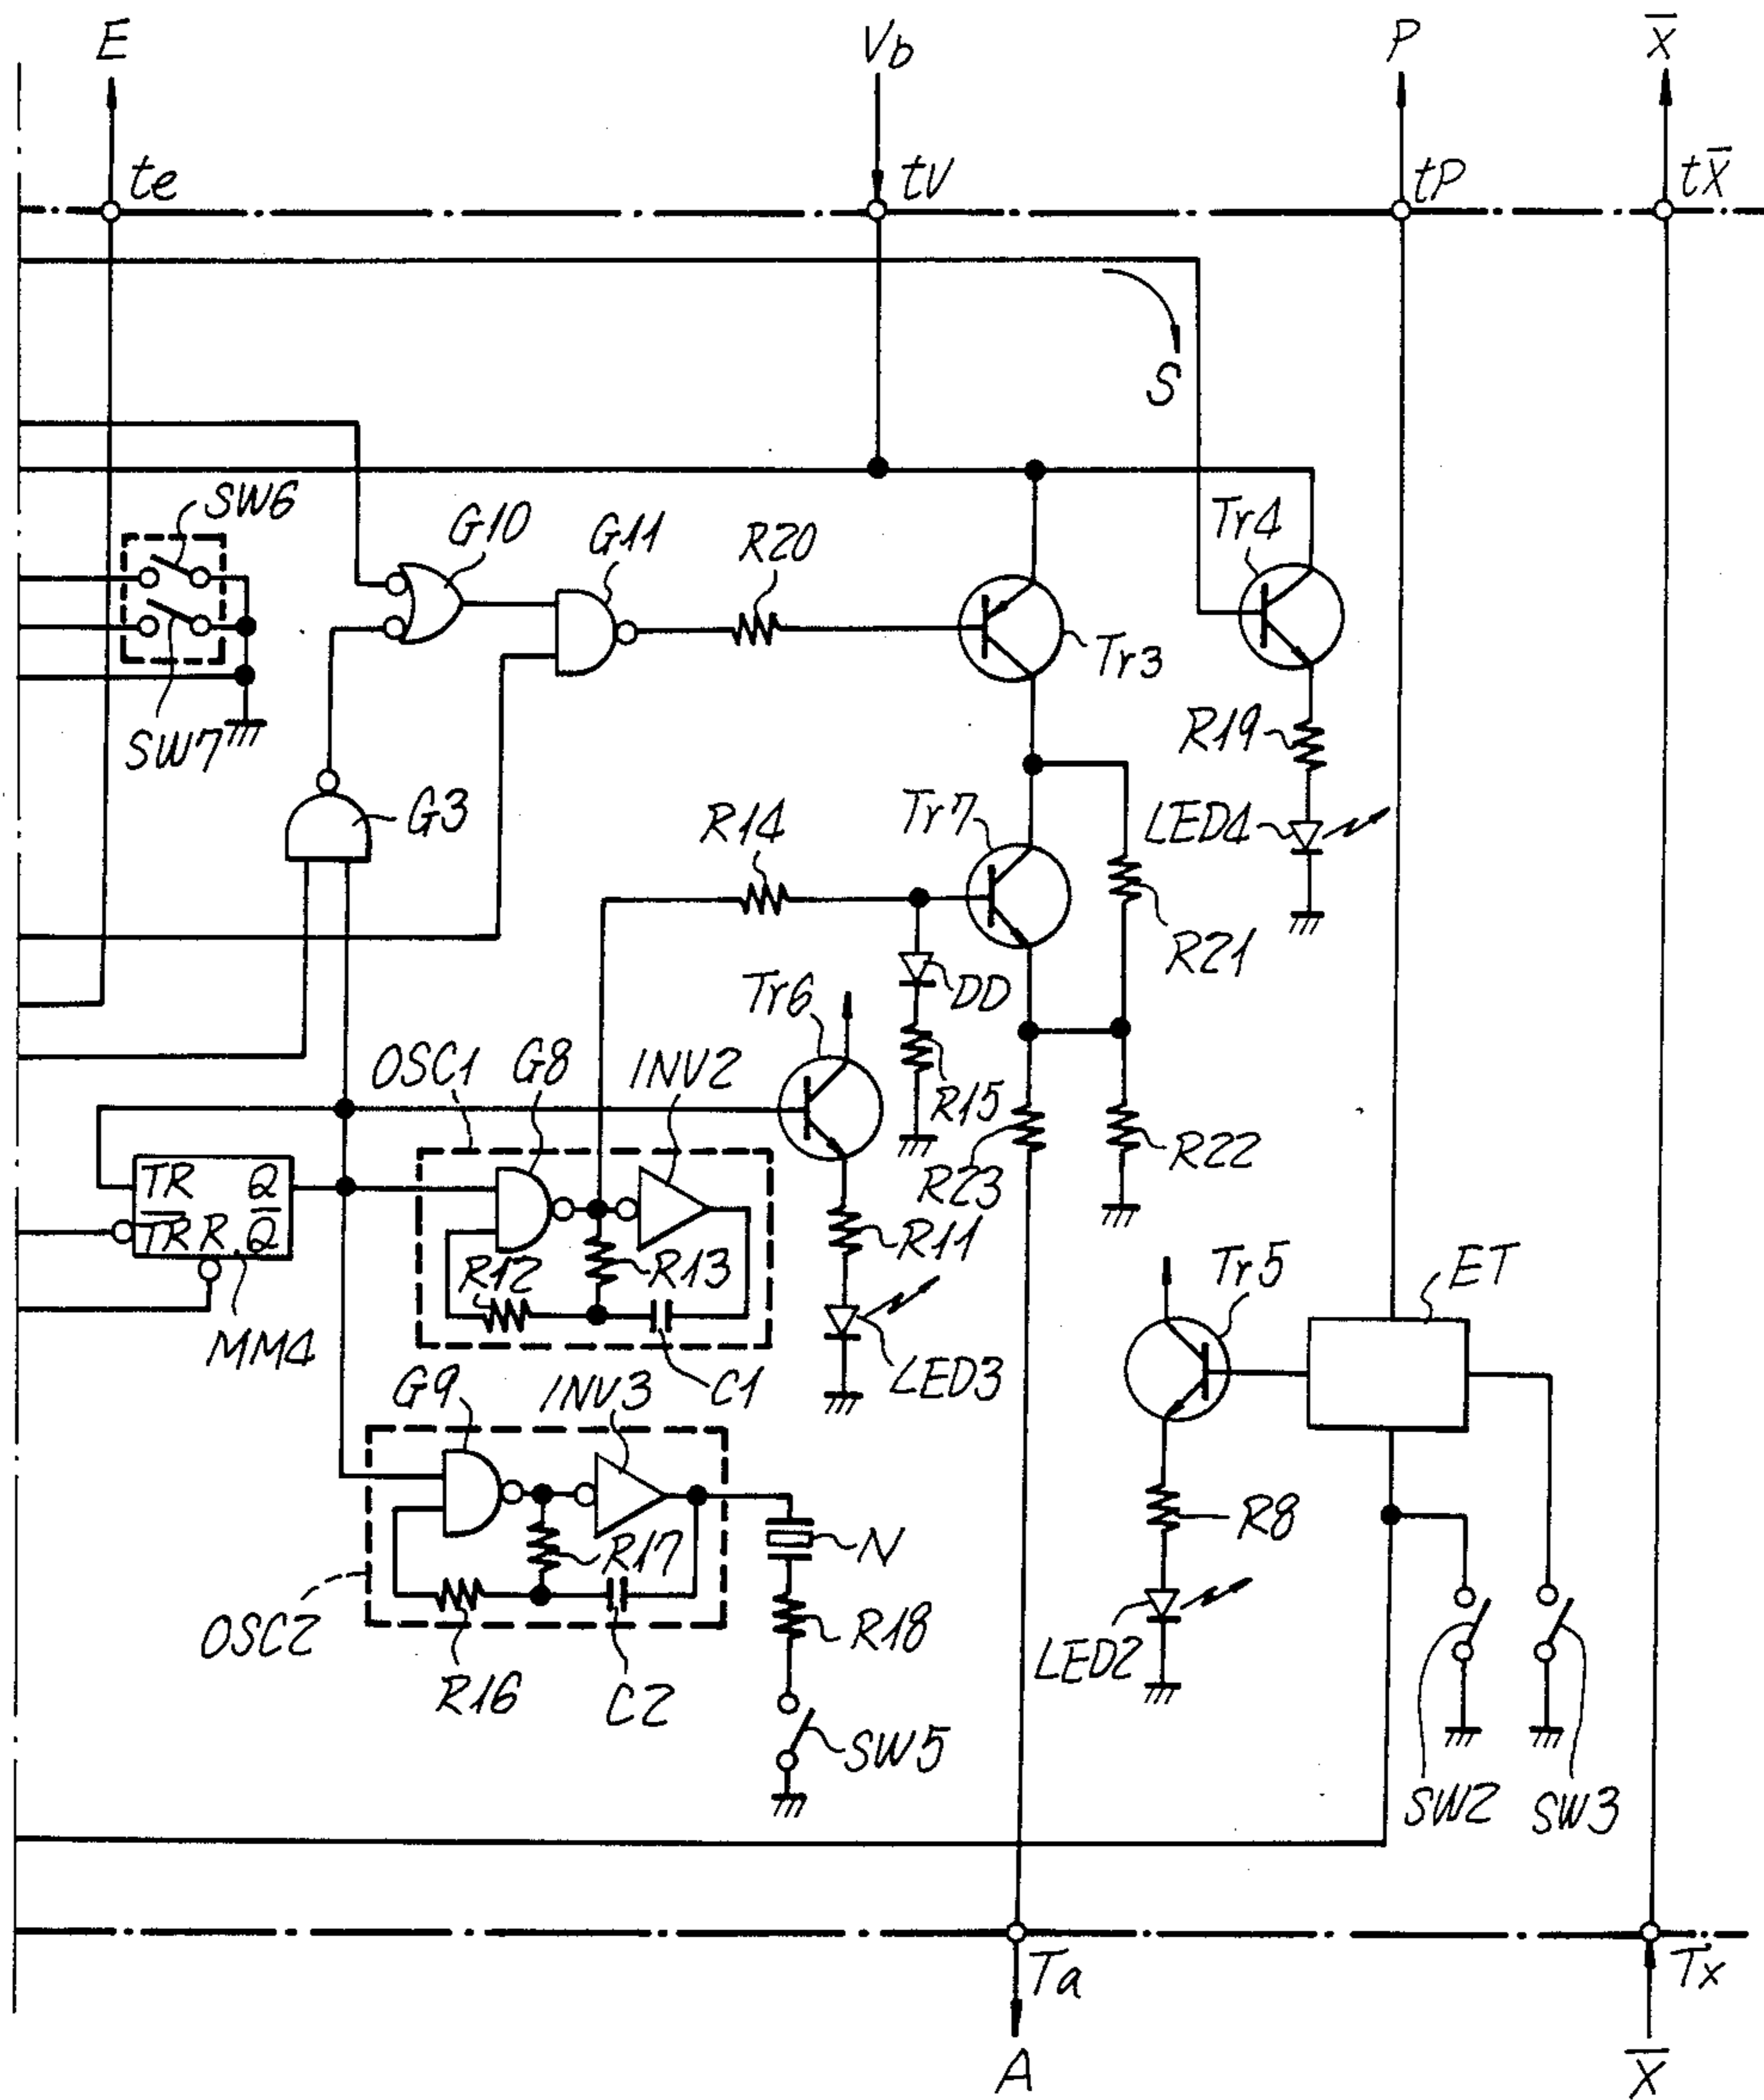 E
Vb
P
X̅
te
tV
tP
tX̅
S
SW6
G10
G11
R20
Tr4
Tr3
SW7
R19
G3
R14
Tr7
LED4
R21
DD
Tr6
OSC1
G8
INV2
R15
R23
R22
TR Q
T̅R̅ R Q̅
R12
R13
R11
Tr5
ET
MM4
C1
LED3
G9
INV3
R17
N
R8
OSC2
R18
LED2
R16
C2
SW5
SW2
SW3
Ta
Tx
A
X̅